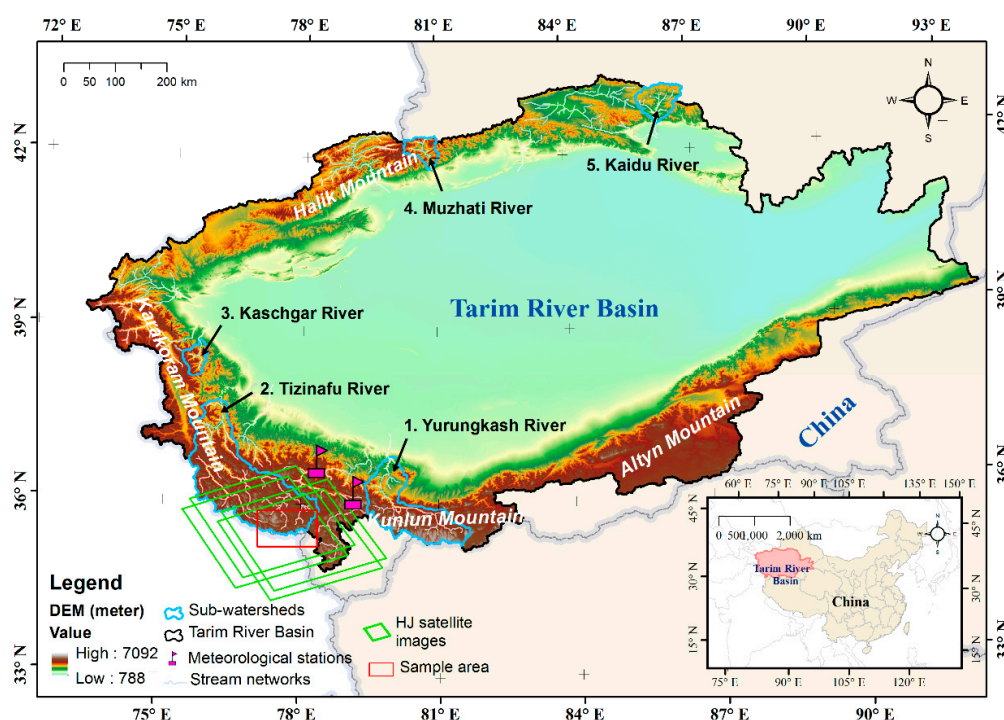 72° E 75° E 78° E 81° E 84° E 87° E 90° E 93° E
0 50 100 200 km
N
W E
S
42° N
42° N
5. Kaidu River
Halik Mountain
4. Muzhati River
39° N
39° N
Tarim River Basin
3. Kaschgar River
Karakoram Mountain
2. Tizinafu River
1. Yurungkash River
Altyn Mountain
China
36° N
36° N
Kunlun Mountain
Legend
DEM (meter)
Value
High : 7092
Low : 788
Sub-watersheds
Tarim River Basin
Meteorological stations
Stream networks
HJ satellite
images
Sample area
33° N
33° N
60° E 75° E 90° E 105° E 135° E 150° E
45° N
45° N
0 500,000 2,000 km
N
W E
S
Tarim River
Basin
China
30° N
30° N
15° N
15° N
75° E 90° E 105° E 120° E
75° E 78° E 81° E 84° E 87° E 90° E